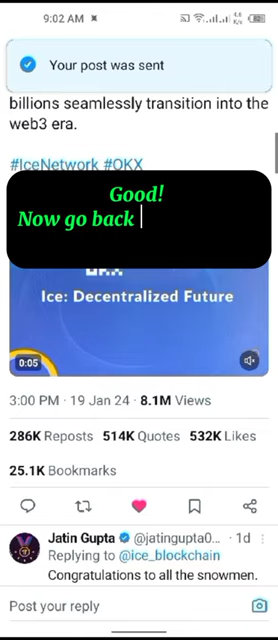 9:02 AM
Your post was sent
billions seamlessly transition into the
web3 era.
#IceNetwork #OKX
Good!
Now go back
Ice: Decentralized Future
0:05
3:00 PM · 19 Jan 24 · 8.1M Views
286K Reposts 514K Quotes 532K Likes
25.1K Bookmarks
Jatin Gupta @jatingupta0... · 1d
Replying to @ice_blockchain
Congratulations to all the snowmen.
Post your reply